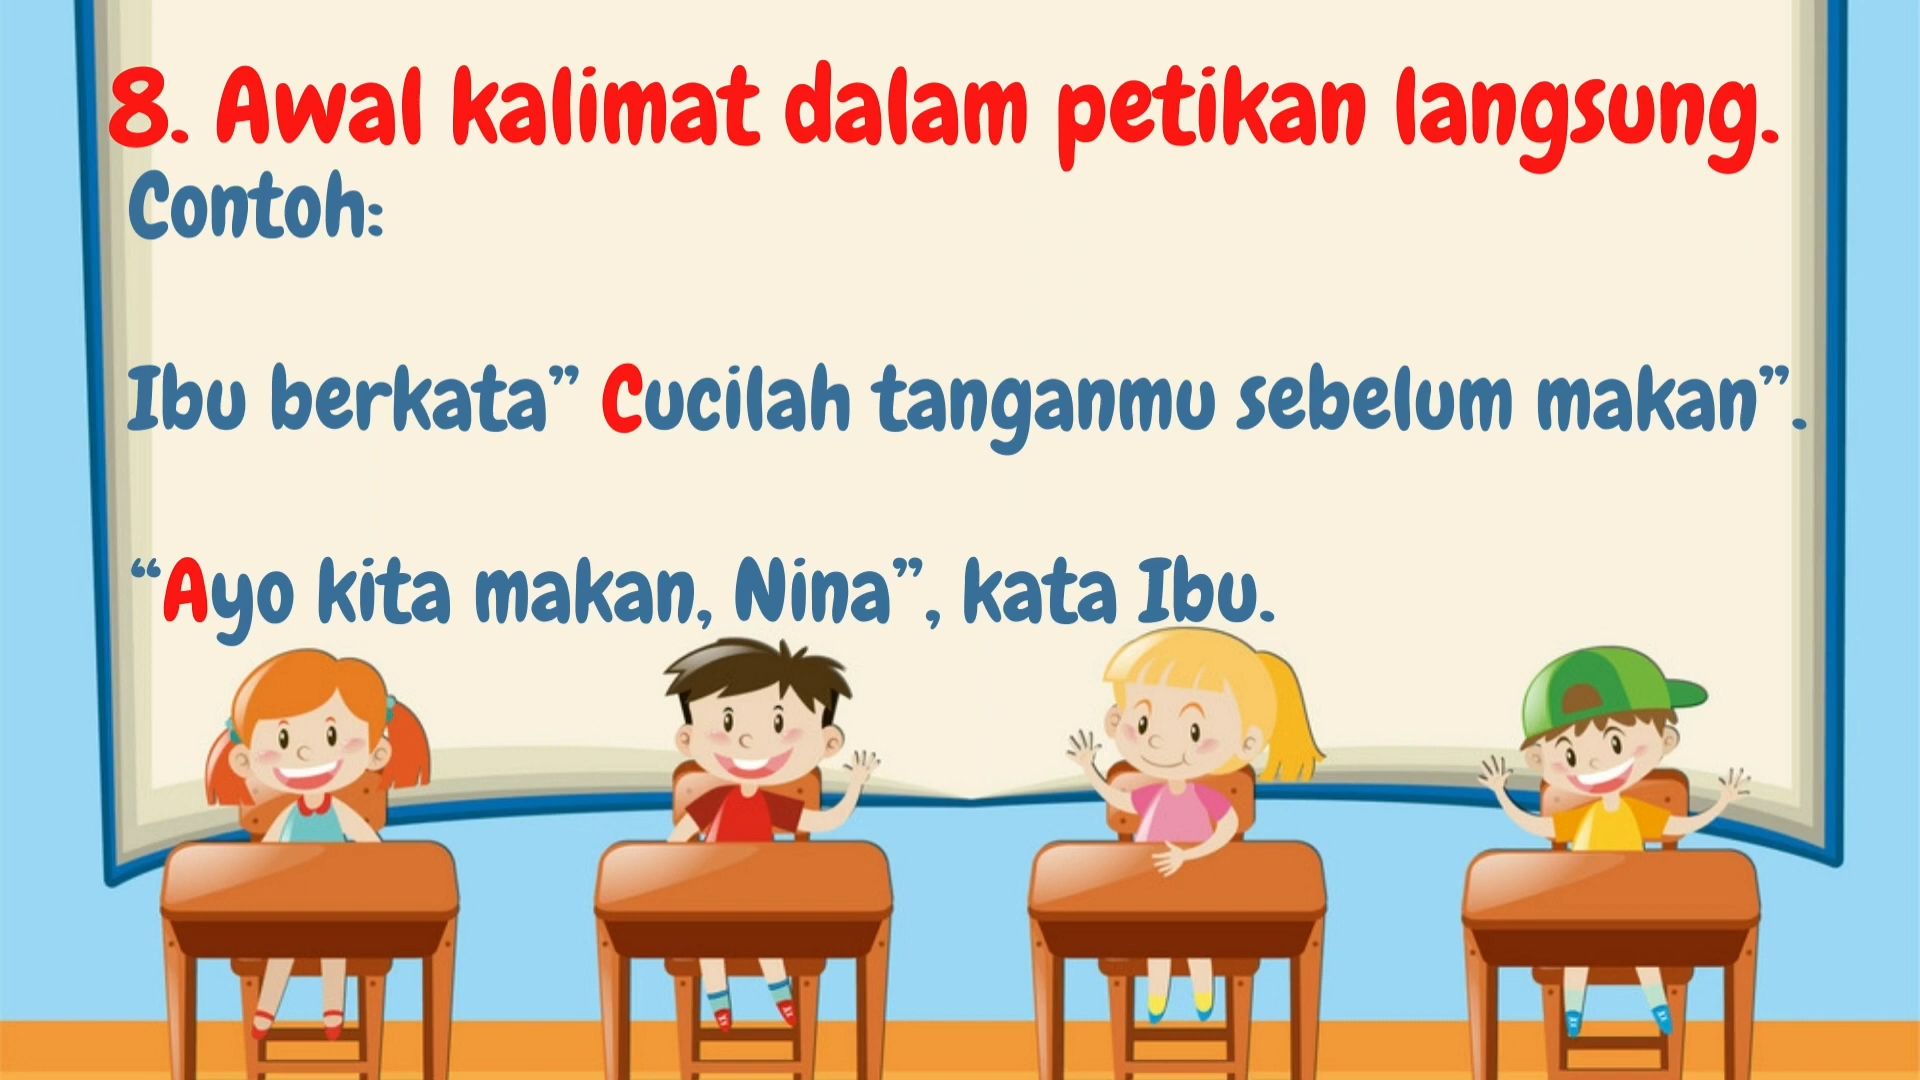 8. Awal kalimat dalam petikan langsung.
Contoh:
Ibu berkata” Cucilah tanganmu sebelum makan”.
“Ayo kita makan, Nina”, kata Ibu.